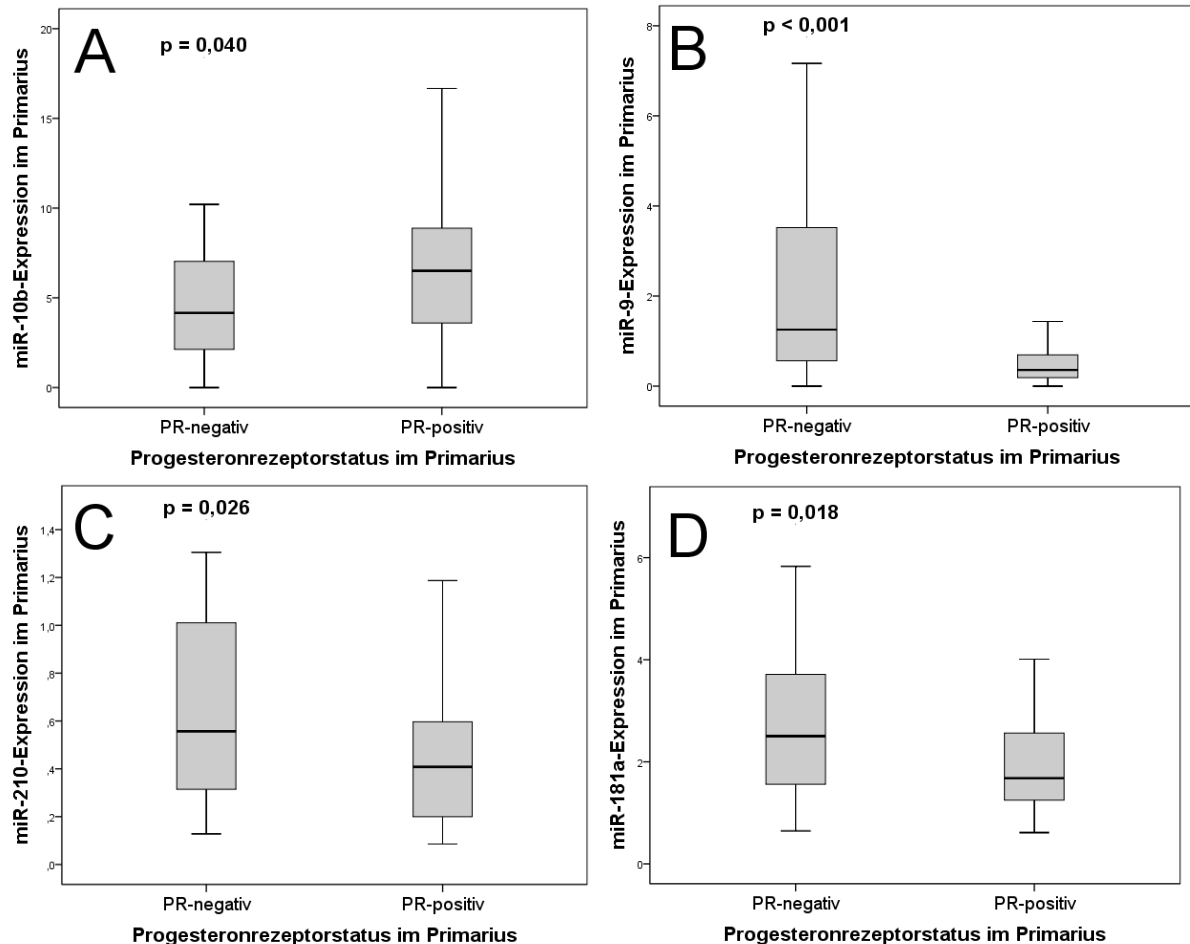 A
p = 0,040
miR-10b-Expression im Primarius
20
15
10
5
0
PR-negativ
PR-positiv
Progesteronrezeptorstatus im Primarius
B
p < 0,001
miR-9-Expression im Primarius
8
6
4
2
0
PR-negativ
PR-positiv
Progesteronrezeptorstatus im Primarius
C
p = 0,026
miR-210-Expression im Primarius
1,4
1,2
1,0
,8
,6
,4
,2
,0
PR-negativ
PR-positiv
Progesteronrezeptorstatus im Primarius
D
p = 0,018
miR-181a-Expression im Primarius
6
4
2
0
PR-negativ
PR-positiv
Progesteronrezeptorstatus im Primarius